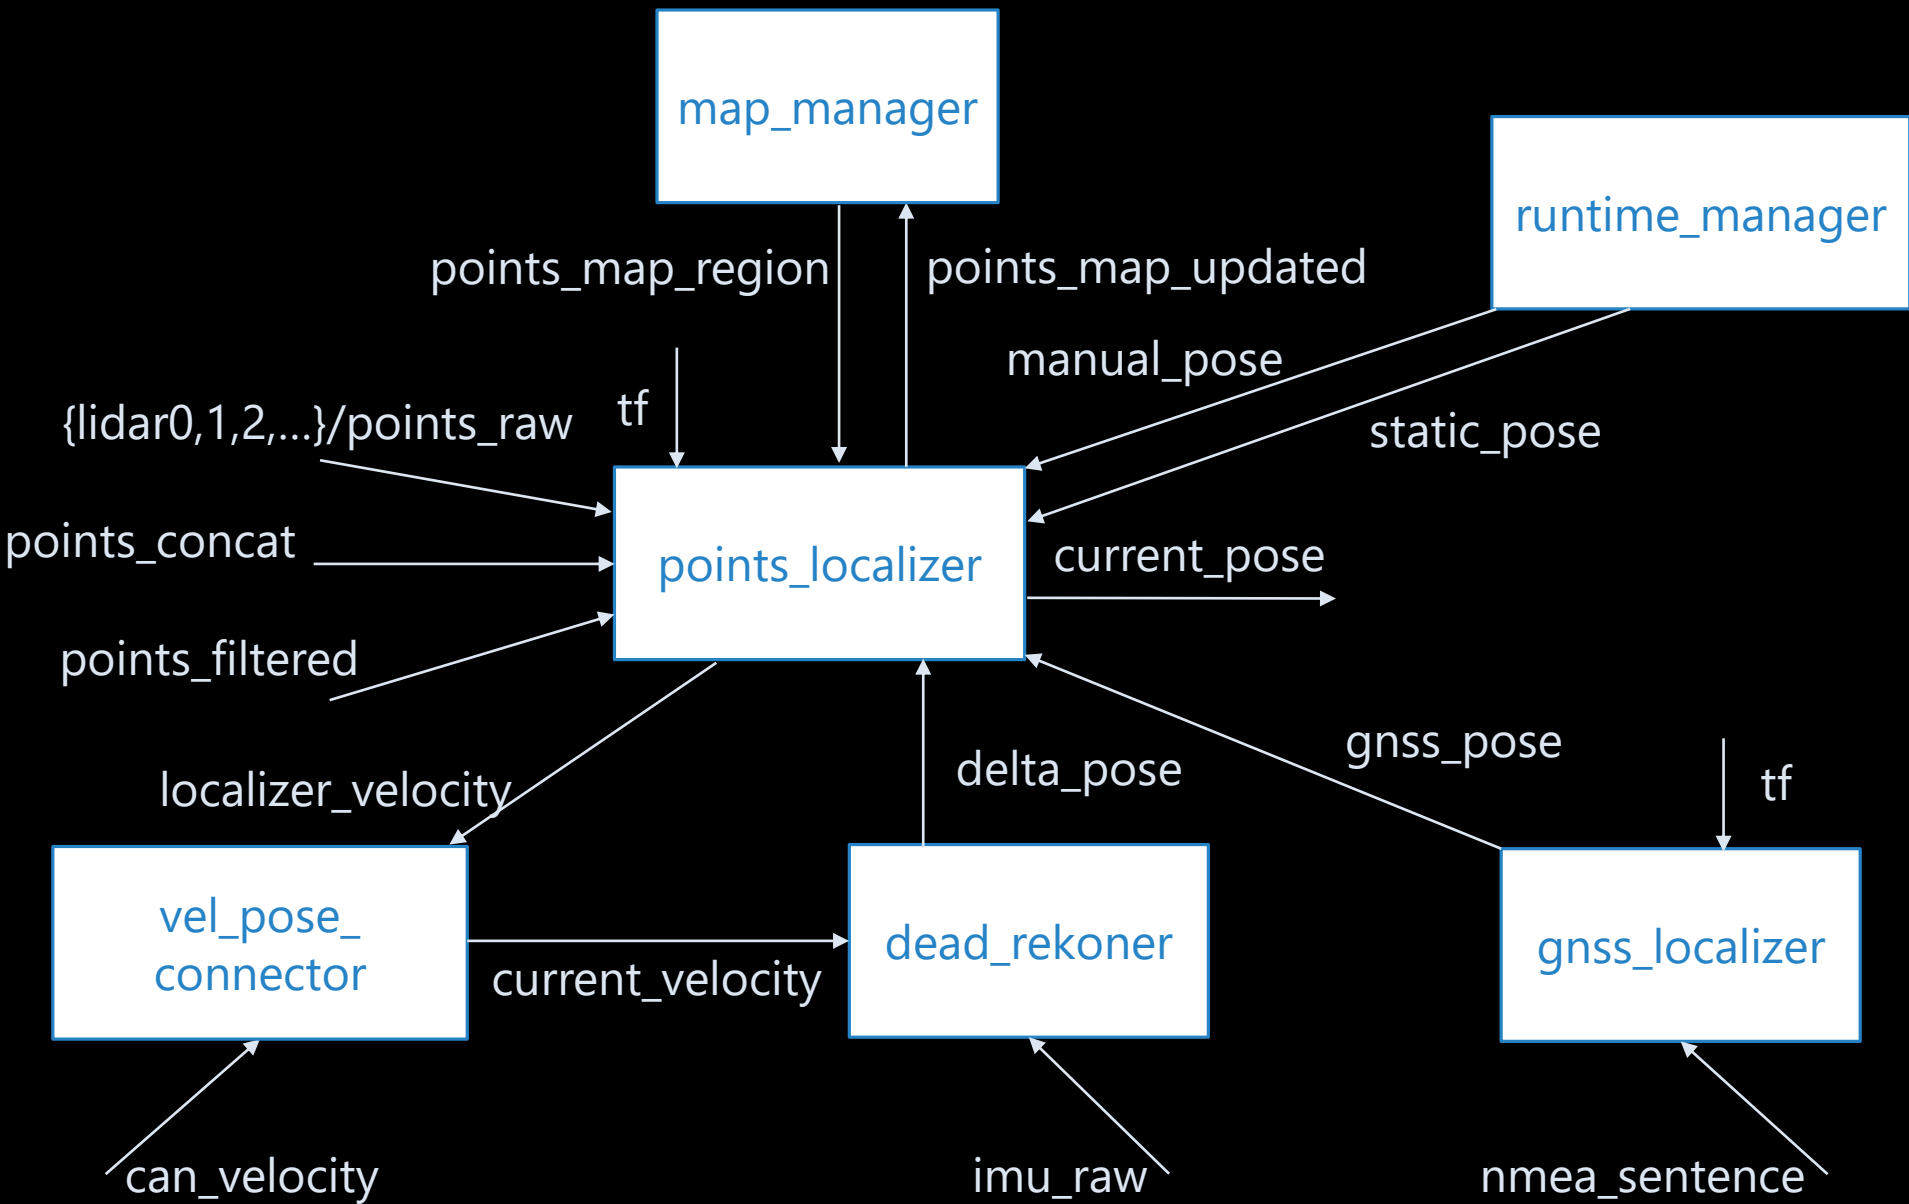 map_manager
runtime_manager
points_map_region
points_map_updated
manual_pose
{lidar0,1,2,...}/points_raw
tf
static_pose
points_concat
points_localizer
current_pose
points_filtered
gnss_pose
localizer_velocity
delta_pose
tf
vel_pose_
connector
dead_rekoner
gnss_localizer
current_velocity
can_velocity
imu_raw
nmea_sentence